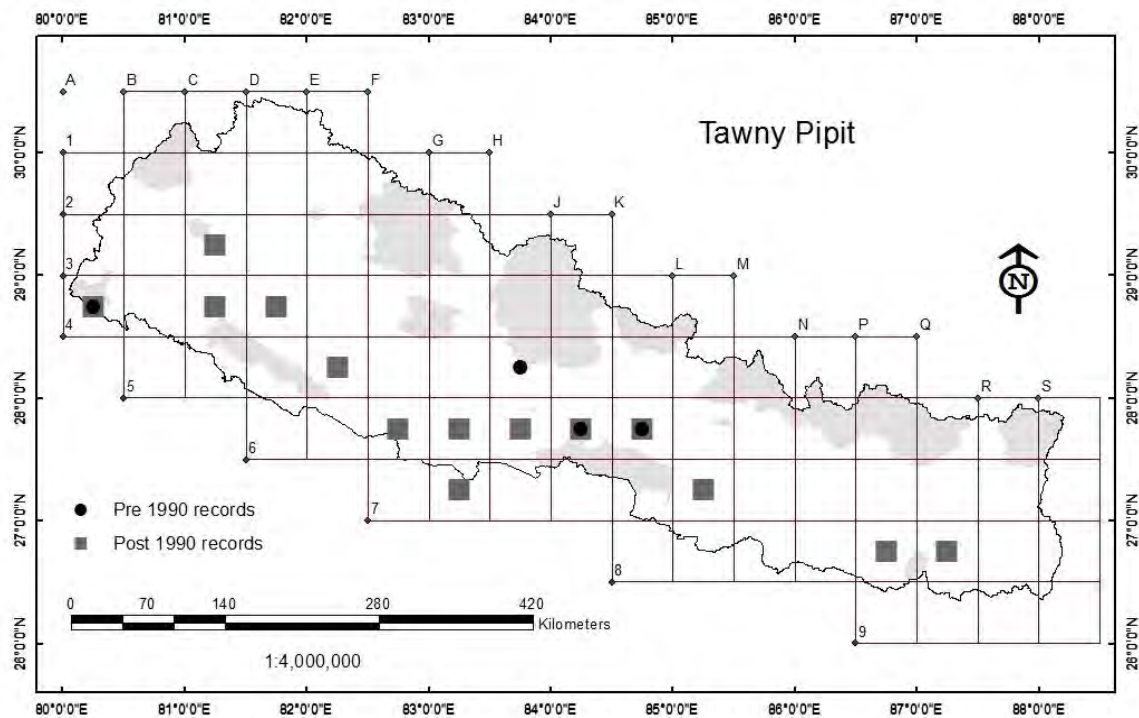 80°0'0"E 81°0'0"E 82°0'0"E 83°0'0"E 84°0'0"E 85°0'0"E 86°0'0"E 87°0'0"E 88°0'0"E
A B C D E F
Tawny Pipit
1 G H
30°0'0"N 30°0'0"N
2 J K
3 L M
29°0'0"N 29°0'0"N
N
4 N P Q
5 R S
28°0'0"N 28°0'0"N
6
7
27°0'0"N 27°0'0"N
Pre 1990 records
Post 1990 records
8
0 70 140 280 420
Kilometers
9
26°0'0"N 26°0'0"N
1:4,000,000
80°0'0"E 81°0'0"E 82°0'0"E 83°0'0"E 84°0'0"E 85°0'0"E 86°0'0"E 87°0'0"E 88°0'0"E